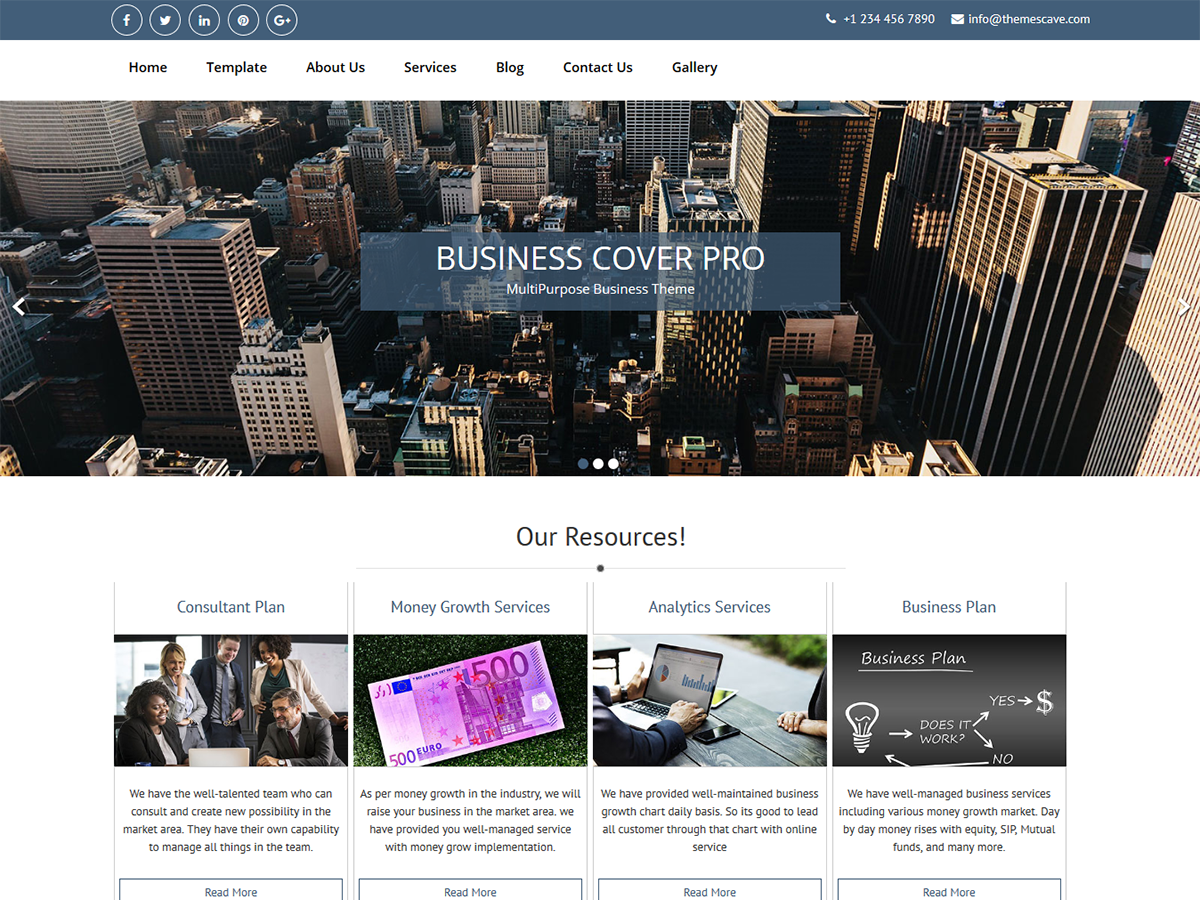 +1 234 456 7890 info@themescave.com
Home Template About Us Services Blog Contact Us Gallery
BUSINESS COVER PRO
MultiPurpose Business Theme
Our Resources!
Consultant Plan
Money Growth Services
Analytics Services
Business Plan
500
500 EURO
Business Plan
YES → $
DOES IT
WORK?
NO
We have the well-talented team who can
consult and create new possibility in the
market area. They have their own capability
to manage all things in the team.
As per money growth in the industry, we will
raise your business in the market area. we
have provided you well-managed service
with money grow implementation.
We have provided well-maintained business
growth chart daily basis. So its good to lead
all customer through that chart with online
service
We have well-managed business services
including various money growth market. Day
by day money rises with equity, SIP, Mutual
funds, and many more.
Read More
Read More
Read More
Read More